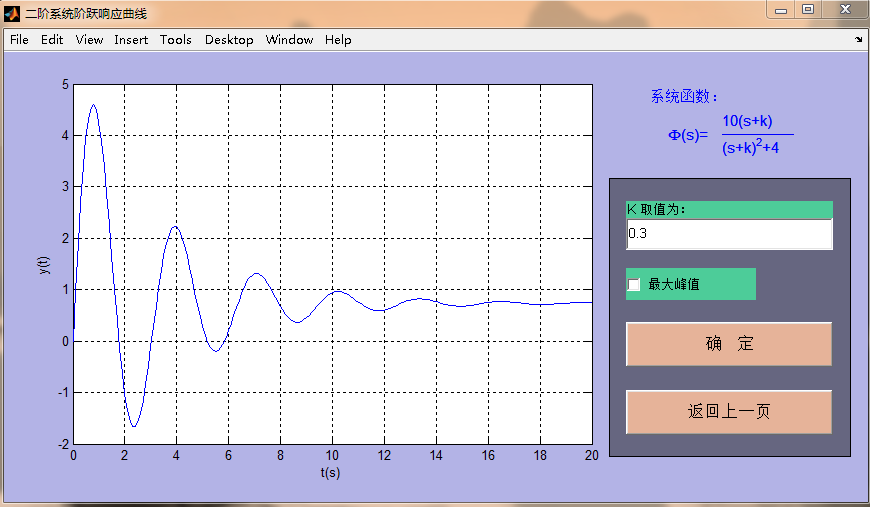 二阶系统阶跃响应曲线
File Edit View Insert Tools Desktop Window Help
系统函数:
Φ(s)= 10(s+k)
(s+k)²+4
5
4
3
2
1
0
-1
-2
y(t)
0 2 4 6 8 10 12 14 16 18 20
t(s)
K 取值为:
0.3
最大峰值
确 定
返回上一页